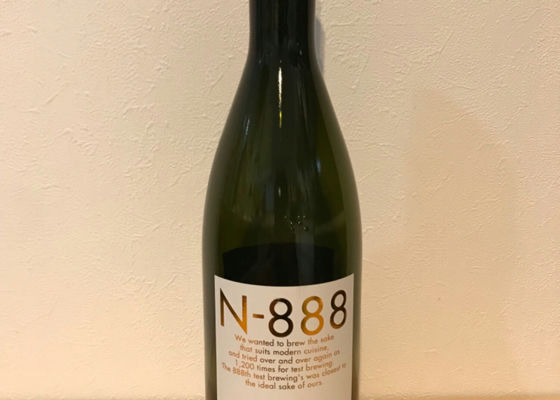 N-888
We wanted to brew the sake
that suits modern cuisine,
and tried over and over again as
1,200 times for test brewing.
The 888th test brewing's was closest to
the ideal sake of ours.